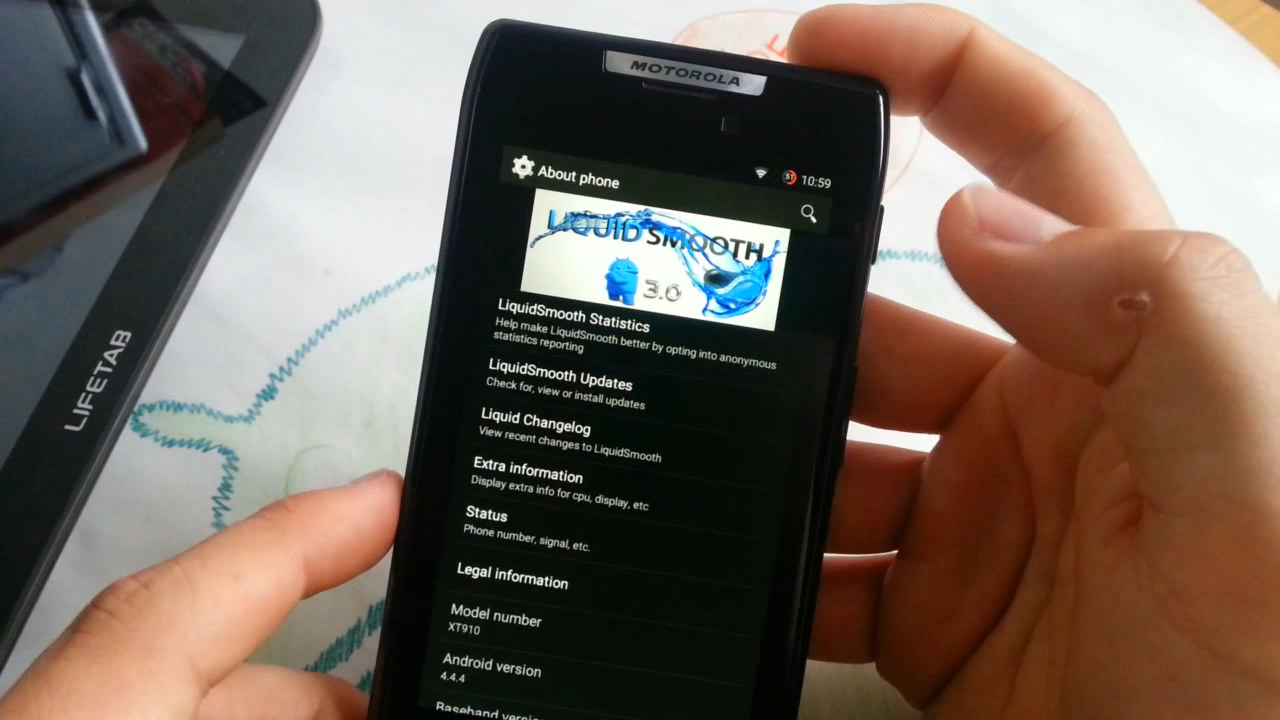 MOTOROLA
About phone
51
10:59
LIQUID SMOOTH
3.0
LiquidSmooth Statistics
Help make LiquidSmooth better by opting into anonymous
statistics reporting
LiquidSmooth Updates
Check for, view or install updates
Liquid Changelog
View recent changes to LiquidSmooth
Extra information
Display extra info for cpu, display, etc
Status
Phone number, signal, etc.
Legal information
Model number
XT910
Android version
4.4.4
Baseband
LIFETAB